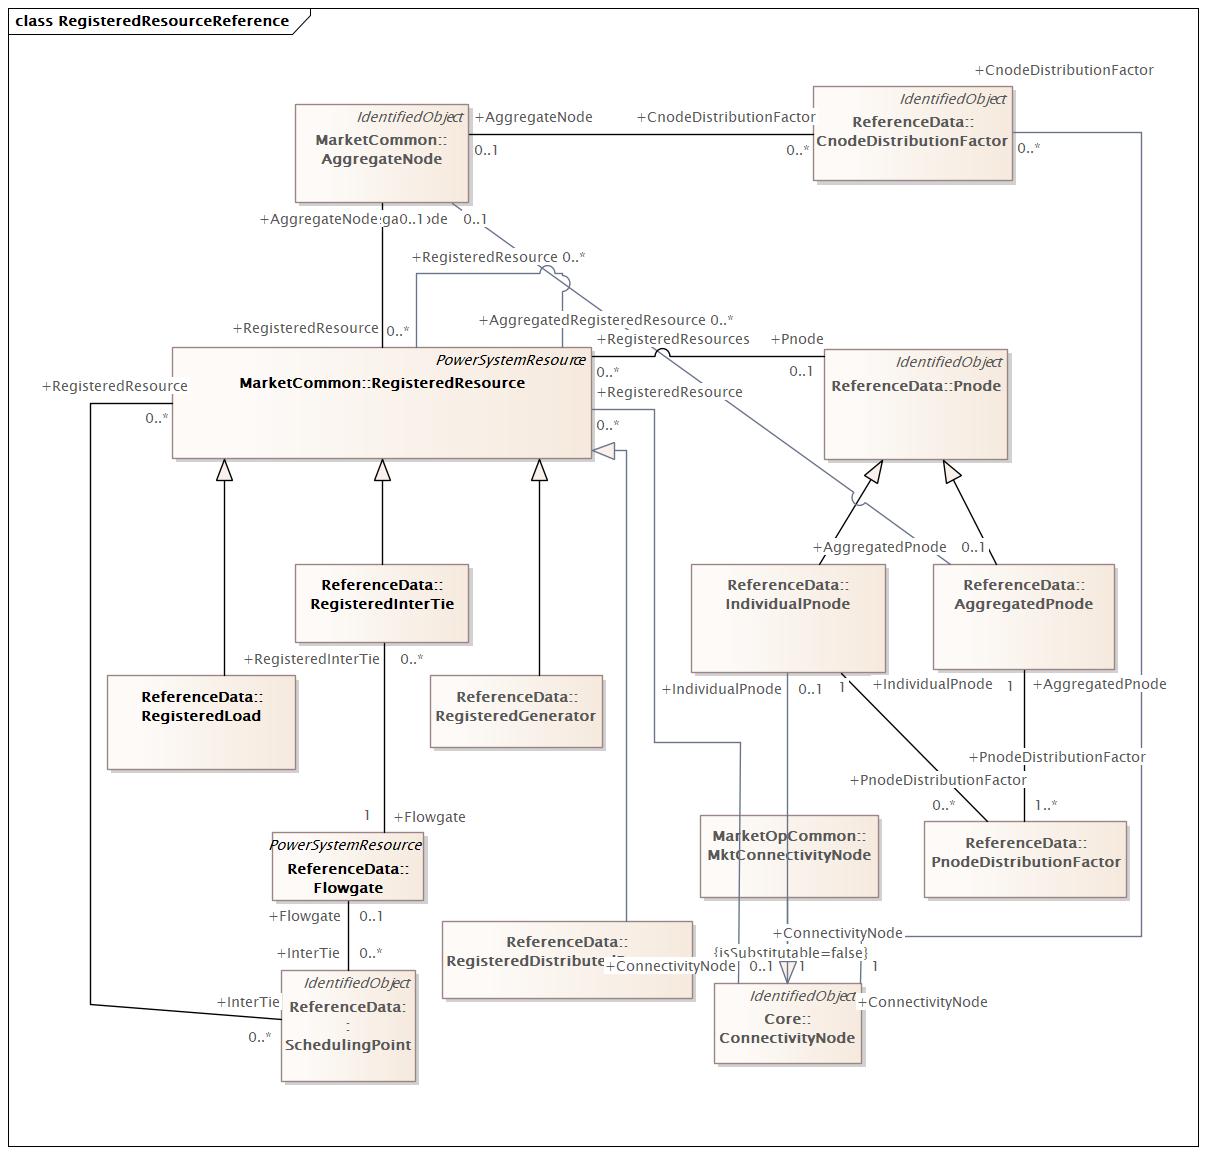 class RegisteredResourceReference
+CnodeDistributionFactor
IdentifiedObject
MarketCommon::
AggregateNode
+AggregateNode
0..1
+CnodeDistributionFactor
0..*
IdentifiedObject
ReferenceData::
CnodeDistributionFactor
0..*
+AggregateNode
0..1
0..1
+RegisteredResource 0..*
+RegisteredResource
0..*
+AggregatedRegisteredResource 0..*
+RegisteredResources
0..*
+Pnode
0..1
PowerSystemResource
MarketCommon::RegisteredResource
IdentifiedObject
ReferenceData::Pnode
+RegisteredResource
0..*
+RegisteredResource
0..*
+AggregatedPnode
0..1
ReferenceData::
RegisteredInterTie
ReferenceData::
IndividualPnode
ReferenceData::
AggregatedPnode
+RegisteredInterTie
0..*
ReferenceData::
RegisteredLoad
ReferenceData::
RegisteredGenerator
+IndividualPnode
0..1
1
+IndividualPnode
1
+AggregatedPnode
+PnodeDistributionFactor
+PnodeDistributionFactor
0..*
1..*
1
+Flowgate
PowerSystemResource
ReferenceData::
Flowgate
MarketOpCommon::
MktConnectivityNode
ReferenceData::
PnodeDistributionFactor
+Flowgate
0..1
+InterTie
0..*
ReferenceData::
RegisteredDistribute
+ConnectivityNode
{isSubstitutable=false}
+ConnectivityNode
0..1
1
1
IdentifiedObject
ReferenceData:
:
SchedulingPoint
+InterTie
0..*
IdentifiedObject
Core::
ConnectivityNode
+ConnectivityNode